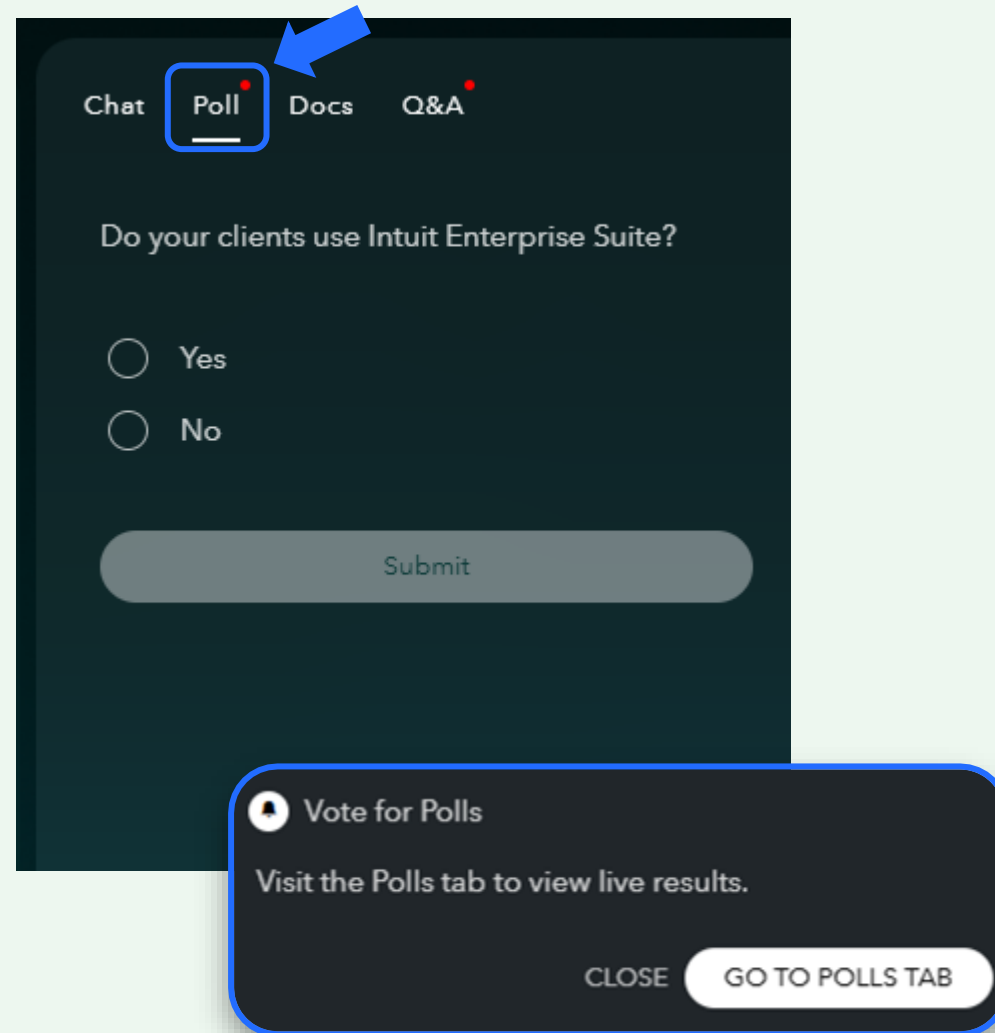 Chat Poll Docs Q&A
Do your clients use Intuit Enterprise Suite?
Yes
No
Submit
Vote for Polls
Visit the Polls tab to view live results.
CLOSE GO TO POLLS TAB